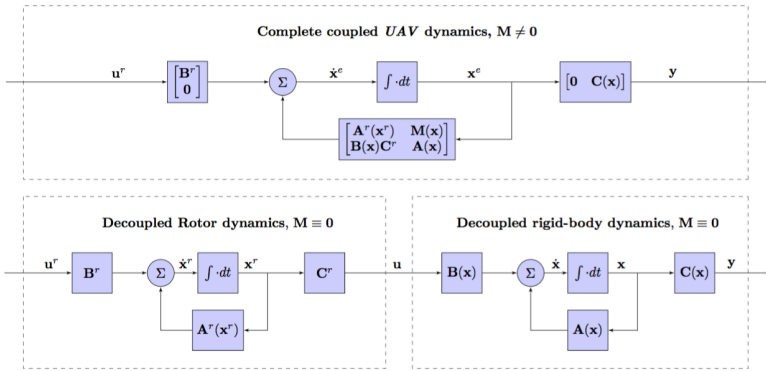 Complete coupled UAV dynamics, M ≠ 0
u^r
[B^r
0]
Σ
ẋ^e
∫·dt
x^e
[0 C(x)]
y
[A^r(x^r) M(x)
B(x)C^r A(x)]
Decoupled Rotor dynamics, M ≡ 0
u^r
B^r
Σ
ẋ^r
∫·dt
x^r
C^r
A^r(x^r)
u
Decoupled rigid-body dynamics, M ≡ 0
B(x)
Σ
ẋ
∫·dt
x
C(x)
y
A(x)